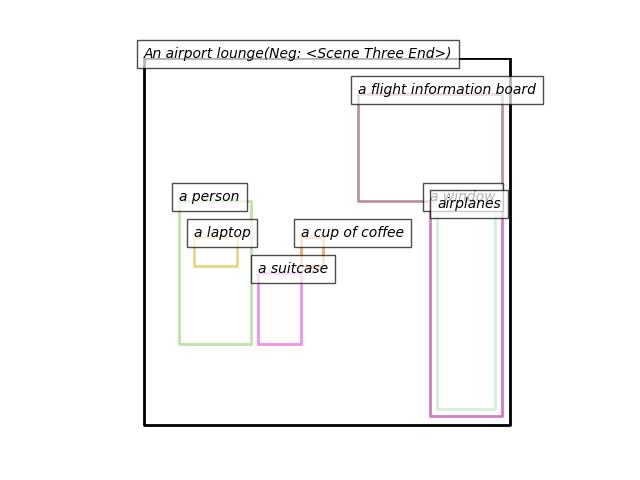 An airport lounge(Neg: <Scene Three End>)
a flight information board
a person
a window
airplanes
a laptop
a cup of coffee
a suitcase